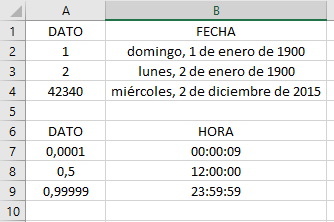 A B
1 DATO FECHA
2 1 domingo, 1 de enero de 1900
3 2 lunes, 2 de enero de 1900
4 42340 miércoles, 2 de diciembre de 2015
5
6 DATO HORA
7 0,0001 00:00:09
8 0,5 12:00:00
9 0,99999 23:59:59
10